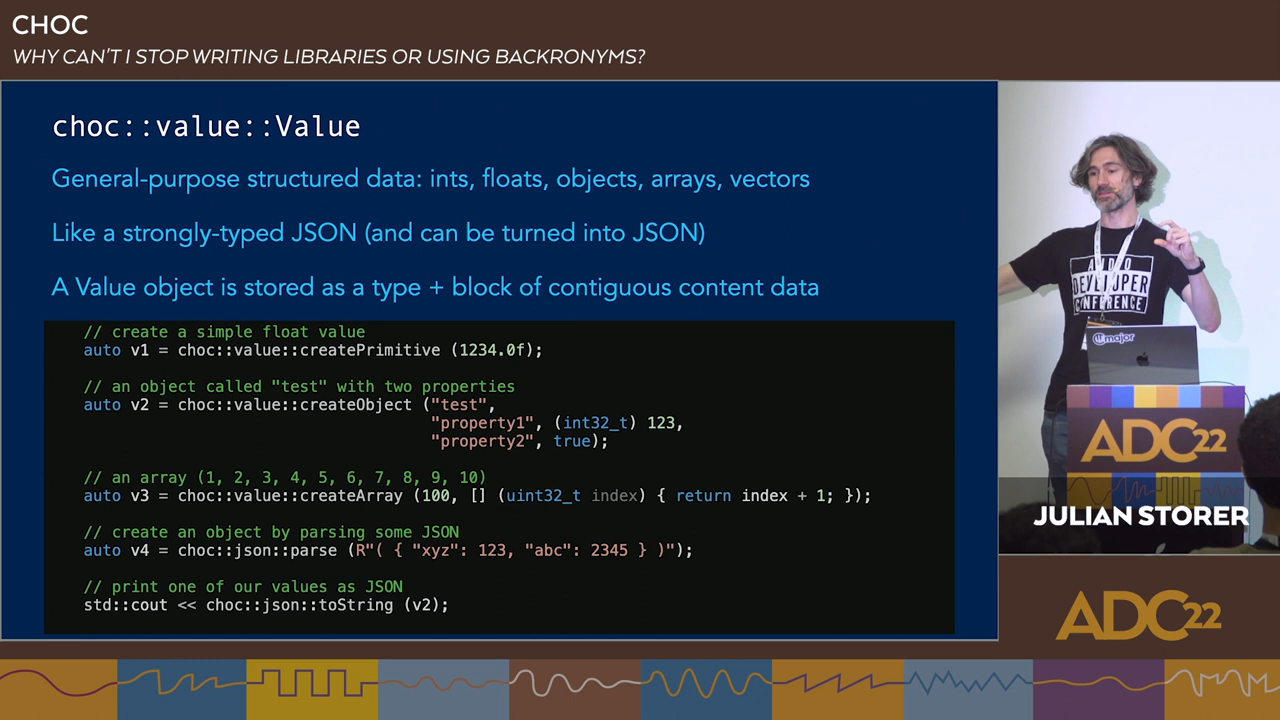 CHOC
WHY CAN'T I STOP WRITING LIBRARIES OR USING BACKRONYMS?
choc::value::Value
General-purpose structured data: ints, floats, objects, arrays, vectors
Like a strongly-typed JSON (and can be turned into JSON)
A Value object is stored as a type + block of contiguous content data
// create a simple float value
auto v1 = choc::value::createPrimitive (1234.0f);
// an object called "test" with two properties
auto v2 = choc::value::createObject ("test",
"property1", (int32_t) 123,
"property2", true);
// an array (1, 2, 3, 4, 5, 6, 7, 8, 9, 10)
auto v3 = choc::value::createArray (100, [] (uint32_t index) { return index + 1; });
// create an object by parsing some JSON
auto v4 = choc::json::parse (R"( { "xyz": 123, "abc": 2345 } )");
// print one of our values as JSON
std::cout << choc::json::toString (v2);
AUDIO
DEVELOPER
CONFERENCE
major
ADC22
JULIAN STORER
ADC22